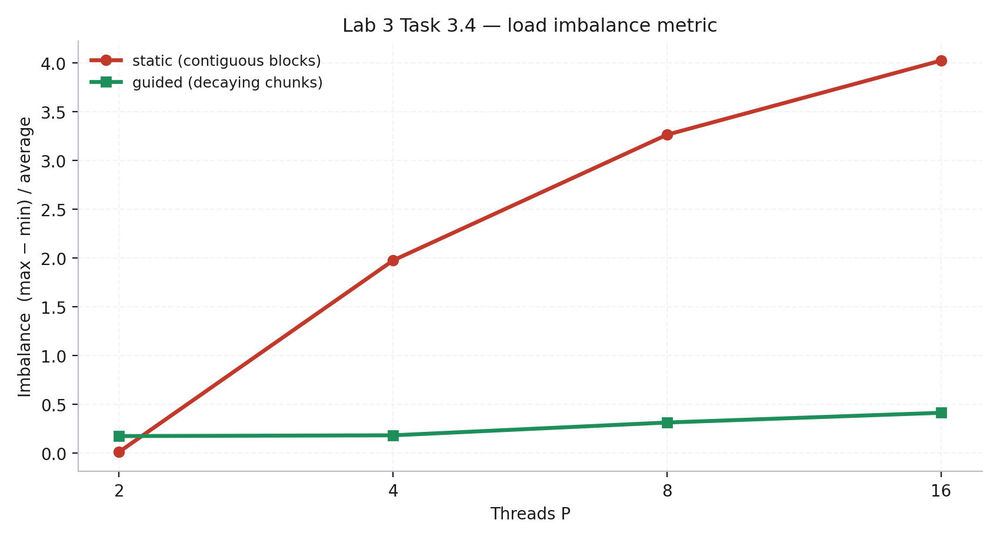 Lab 3 Task 3.4 — load imbalance metric
static (contiguous blocks)
guided (decaying chunks)
Imbalance  (max − min) / average
4.0
3.5
3.0
2.5
2.0
1.5
1.0
0.5
0.0
2 4 8 16
Threads P